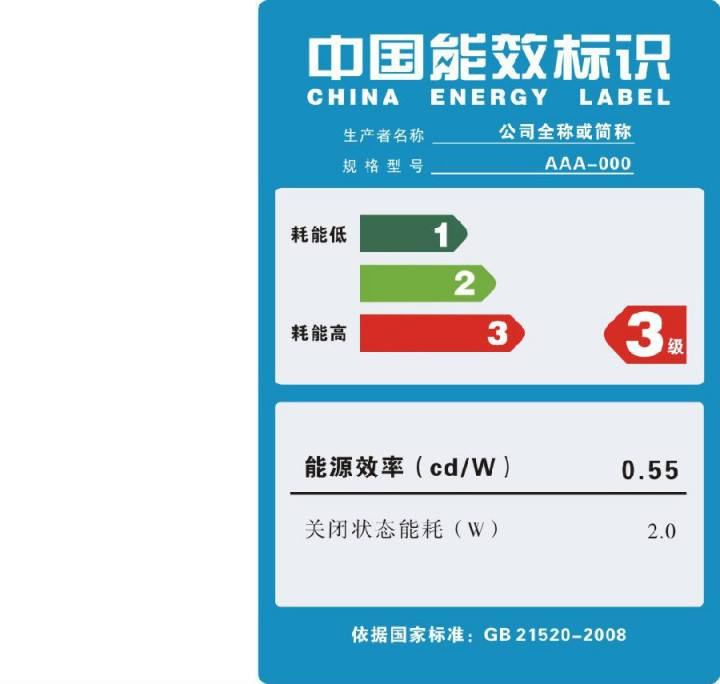 中国能效标识
CHINA ENERGY LABEL
生产者名称 公司全称或简称
规格型号 AAA-000
耗能低 1
2
耗能高 3 3级
能源效率（cd/W） 0.55
关闭状态能耗（W） 2.0
依据国家标准：GB 21520-2008